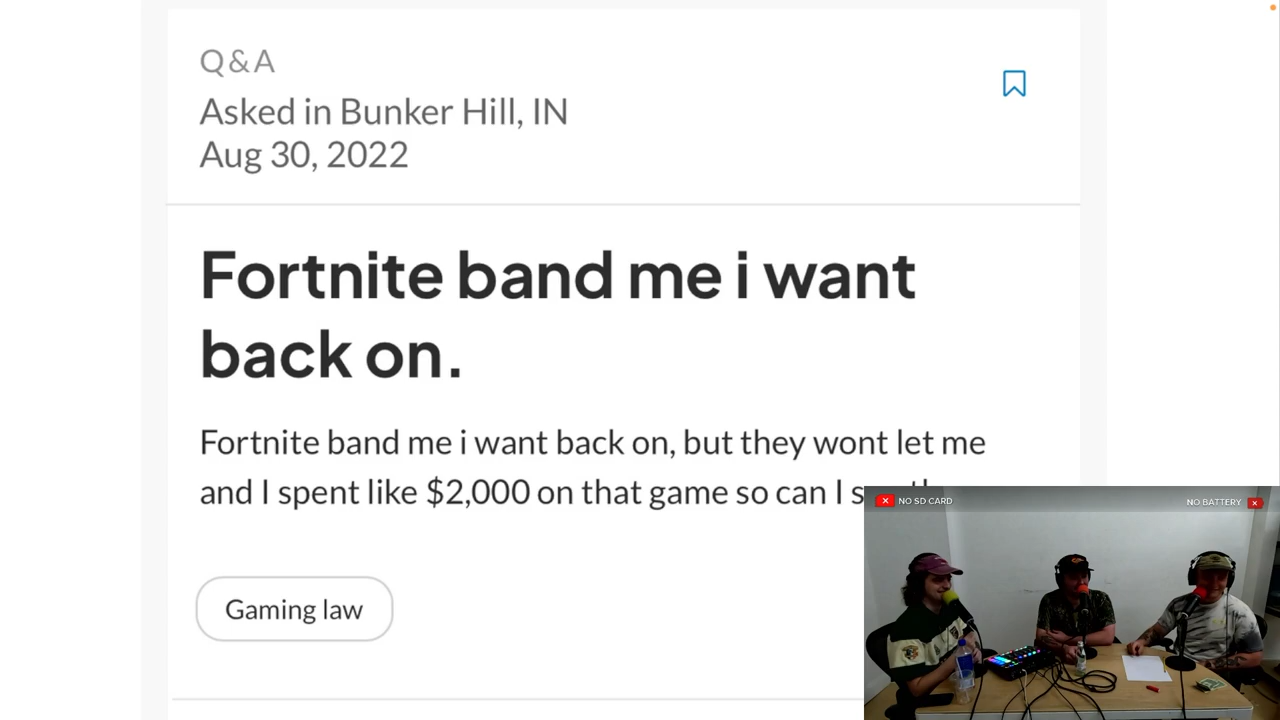 Q&A
Asked in Bunker Hill, IN
Aug 30, 2022
Fortnite band me i want
back on.
Fortnite band me i want back on, but they wont let me
and I spent like $2,000 on that game so can I
NO SD CARD
NO BATTERY
Gaming law